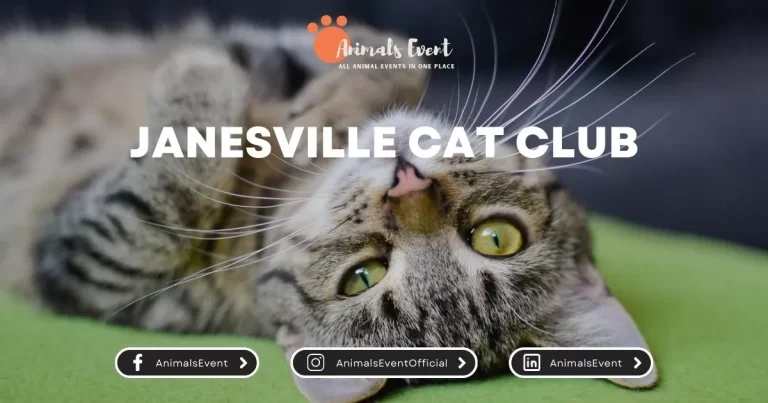 Animals Event
ALL ANIMAL EVENTS IN ONE PLACE
JANESVILLE CAT CLUB
AnimalsEvent
AnimalsEventOfficial
AnimalsEvent